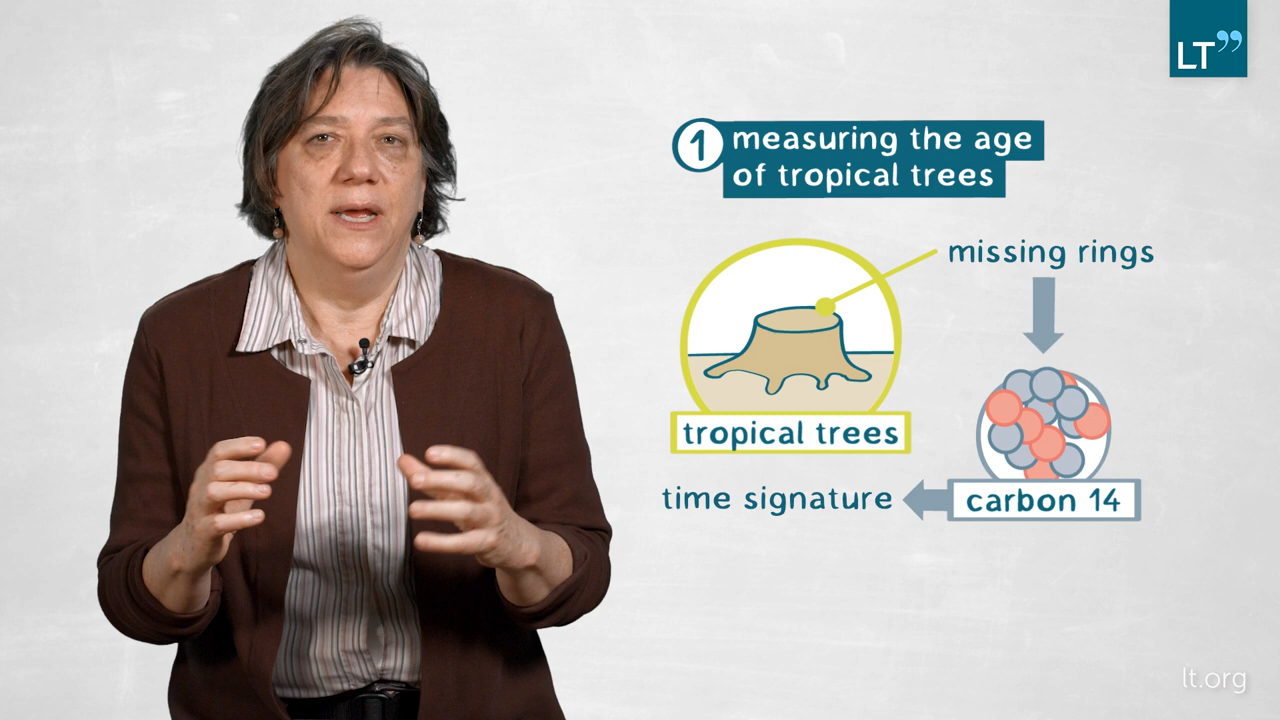 LT”
1 measuring the age
of tropical trees
missing rings
tropical trees
time signature
carbon 14
lt.org